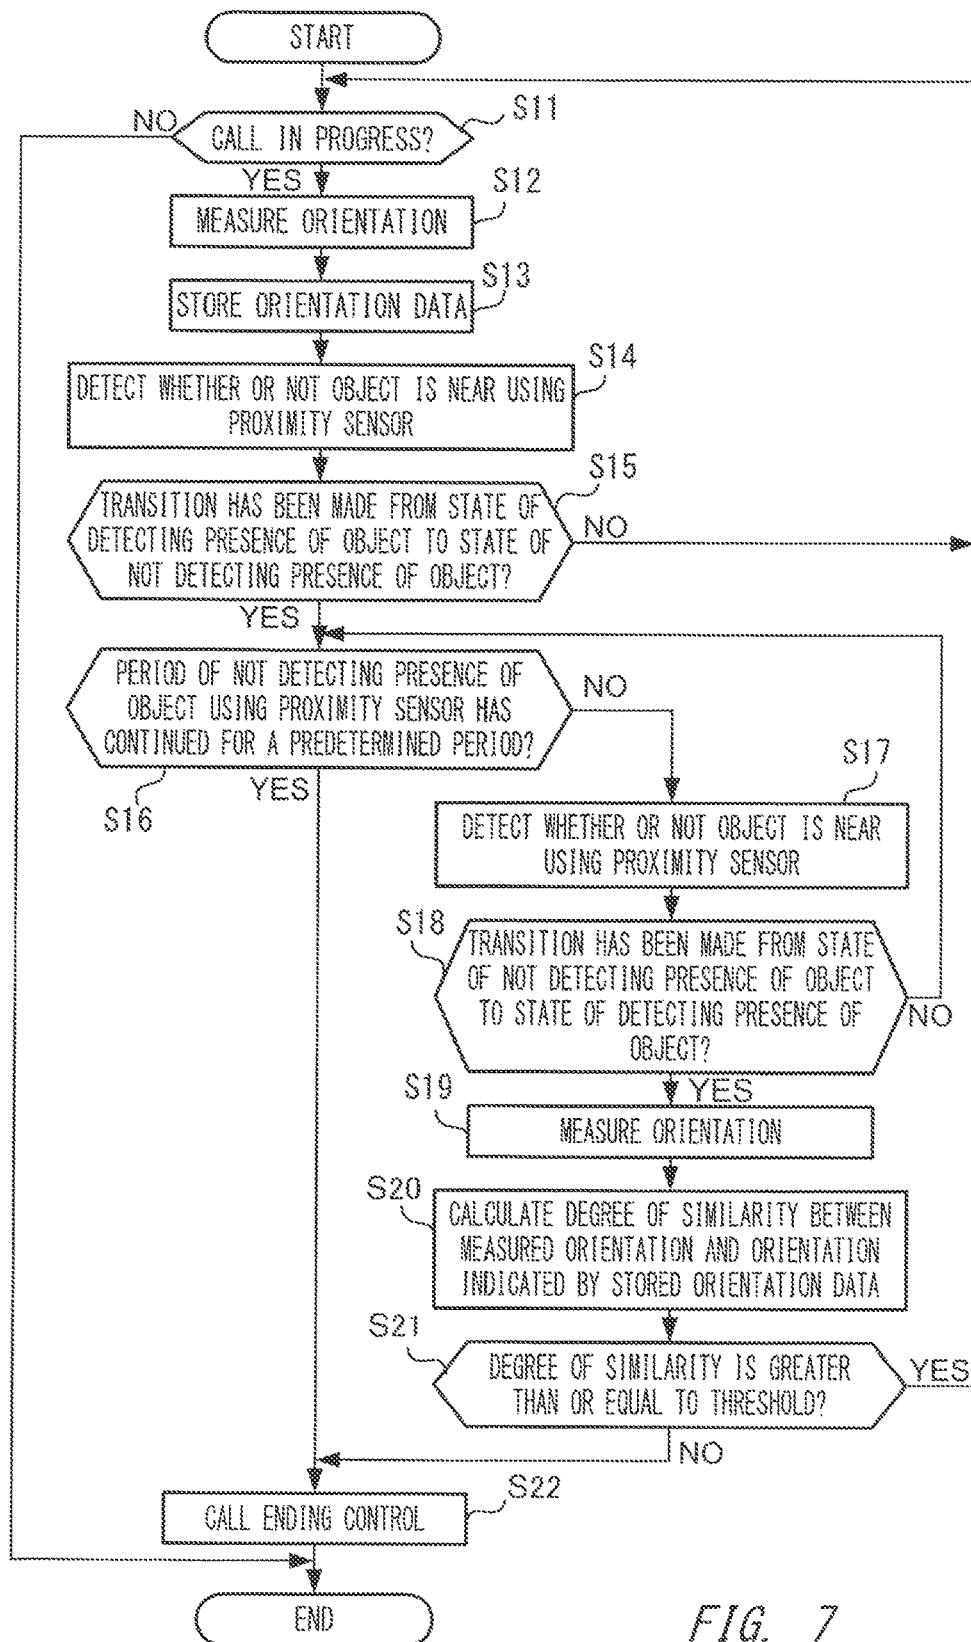 START
S11
NO
CALL IN PROGRESS?
YES
S12
MEASURE ORIENTATION
S13
STORE ORIENTATION DATA
S14
DETECT WHETHER OR NOT OBJECT IS NEAR USING
PROXIMITY SENSOR
S15
TRANSITION HAS BEEN MADE FROM STATE OF
DETECTING PRESENCE OF OBJECT TO STATE OF
NOT DETECTING PRESENCE OF OBJECT?
NO
YES
PERIOD OF NOT DETECTING PRESENCE OF
OBJECT USING PROXIMITY SENSOR HAS
CONTINUED FOR A PREDETERMINED PERIOD?
NO
YES
S16
S17
DETECT WHETHER OR NOT OBJECT IS NEAR
USING PROXIMITY SENSOR
S18
TRANSITION HAS BEEN MADE FROM STATE
OF NOT DETECTING PRESENCE OF OBJECT
TO STATE OF DETECTING PRESENCE OF
OBJECT?
NO
YES
S19
MEASURE ORIENTATION
S20
CALCULATE DEGREE OF SIMILARITY BETWEEN
MEASURED ORIENTATION AND ORIENTATION
INDICATED BY STORED ORIENTATION DATA
S21
DEGREE OF SIMILARITY IS GREATER
THAN OR EQUAL TO THRESHOLD?
YES
NO
S22
CALL ENDING CONTROL
END
FIG. 7